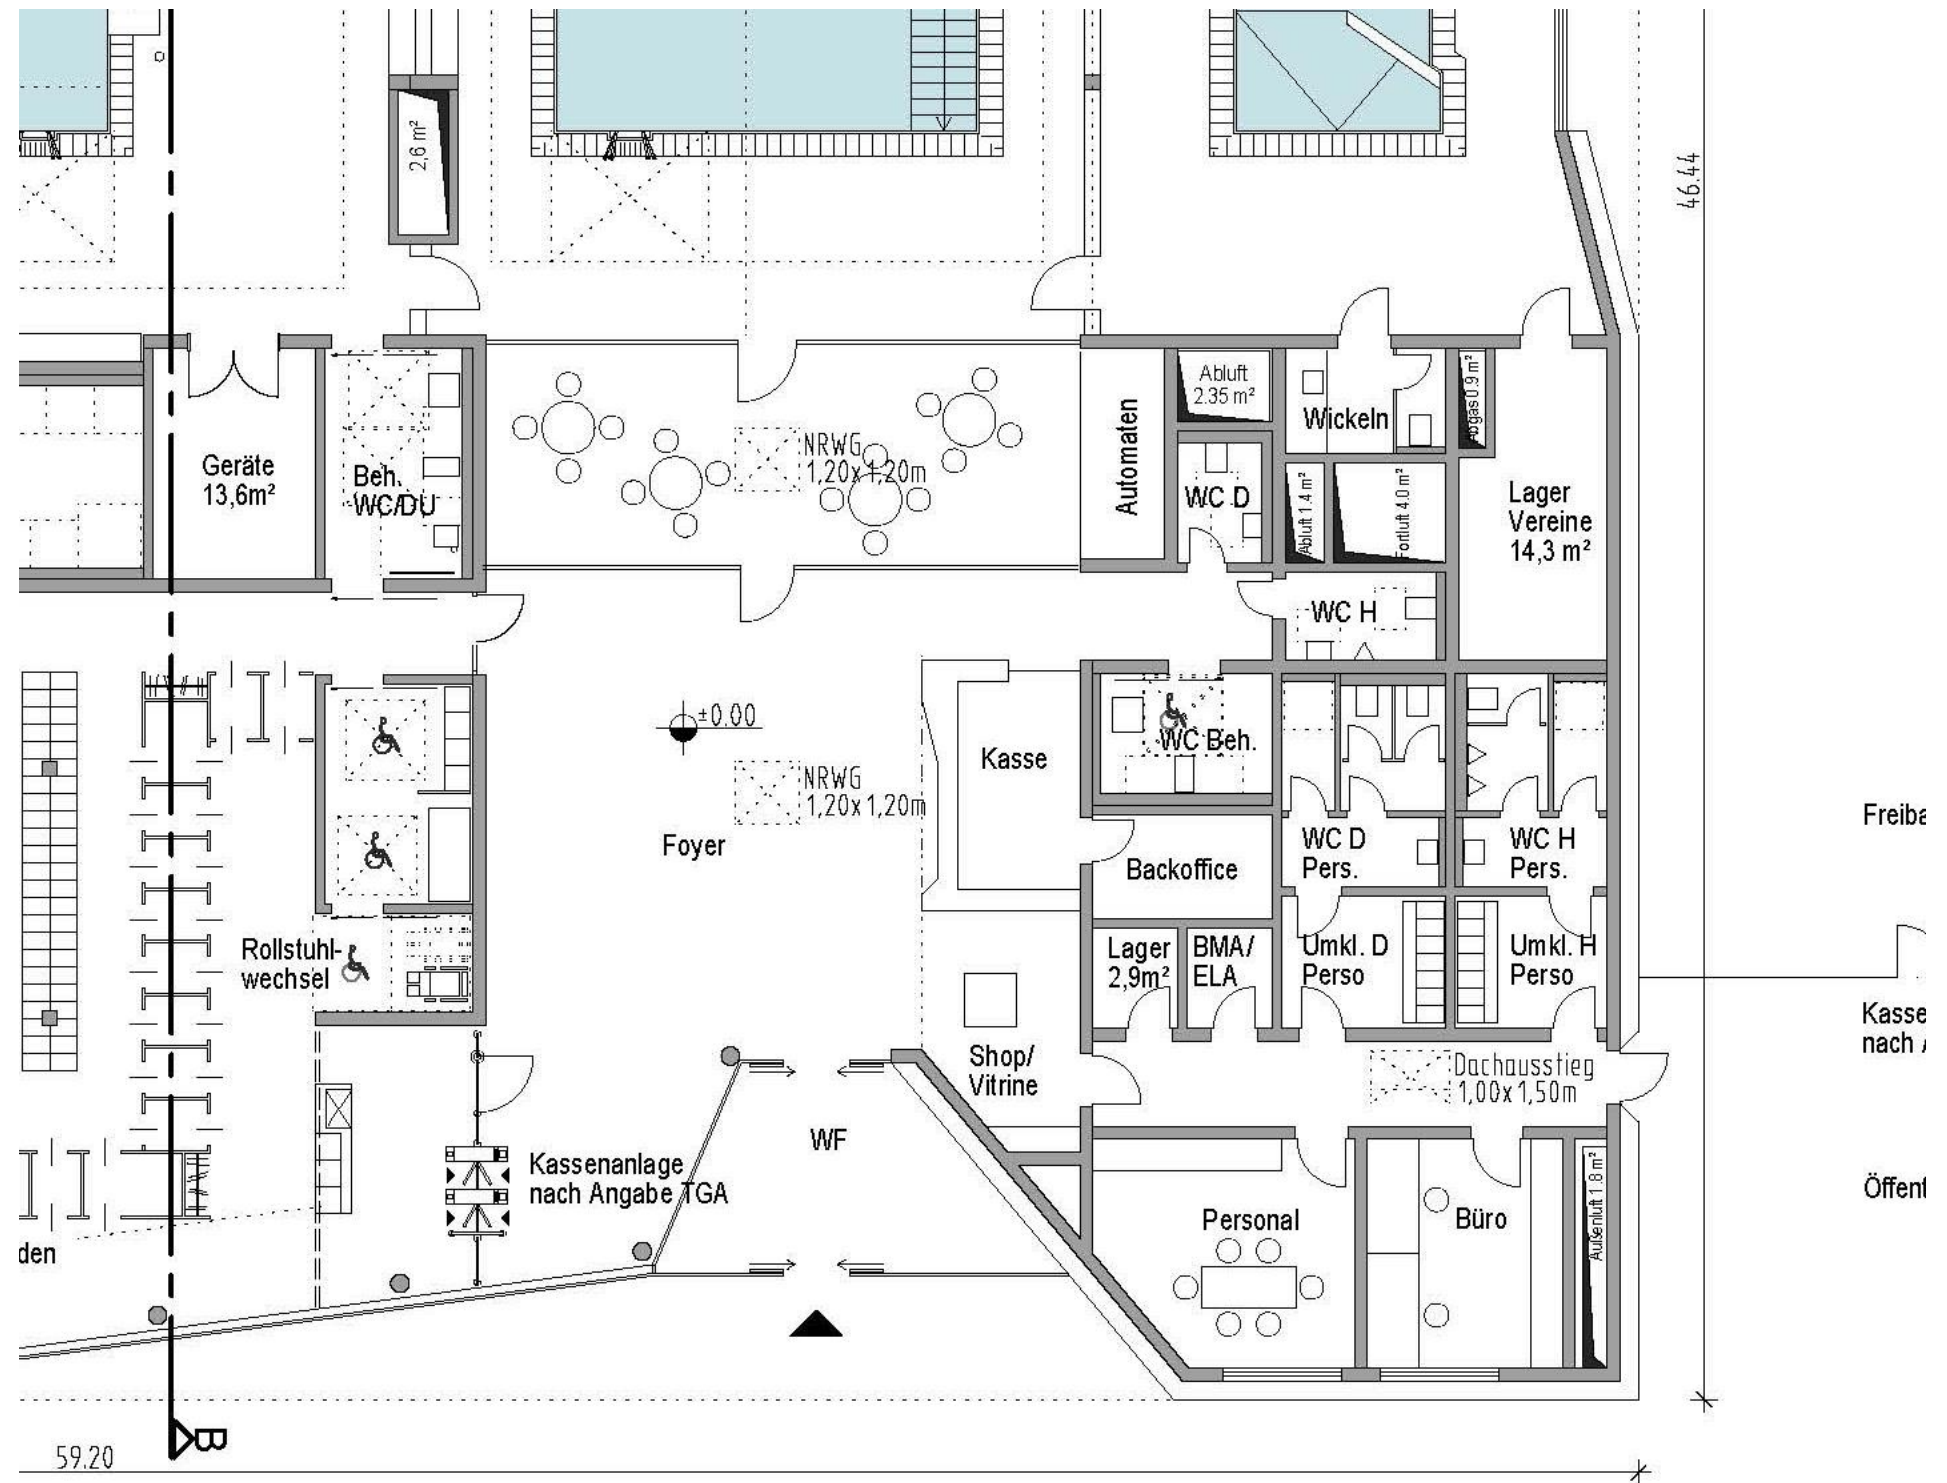 46.44
2,6 m²
Abluft
2.35 m²
Wickeln
Abgas 0.9 m²
Geräte
13,6m²
Beh.
WC/DU
NRWG
1,20x1,20m
Automaten
WC D
Abluft 1.4 m²
Fortluft 4.0 m²
Lager
Vereine
14,3 m²
WC H
±0.00
Kasse
WC Beh.
NRWG
1,20x1,20m
Foyer
Backoffice
WC D
Pers.
WC H
Pers.
Freiba
Rollstuhl-
wechsel
Lager
2,9m²
BMA/
ELA
Umkl. D
Perso
Umkl. H
Perso
Kasse
nach
Shop/
Vitrine
Dachausstieg
1,00x1,50m
WF
Kassenanlage
nach Angabe TGA
Personal
Büro
Außenluft 1.8 m²
Öffent
den
B
59.20